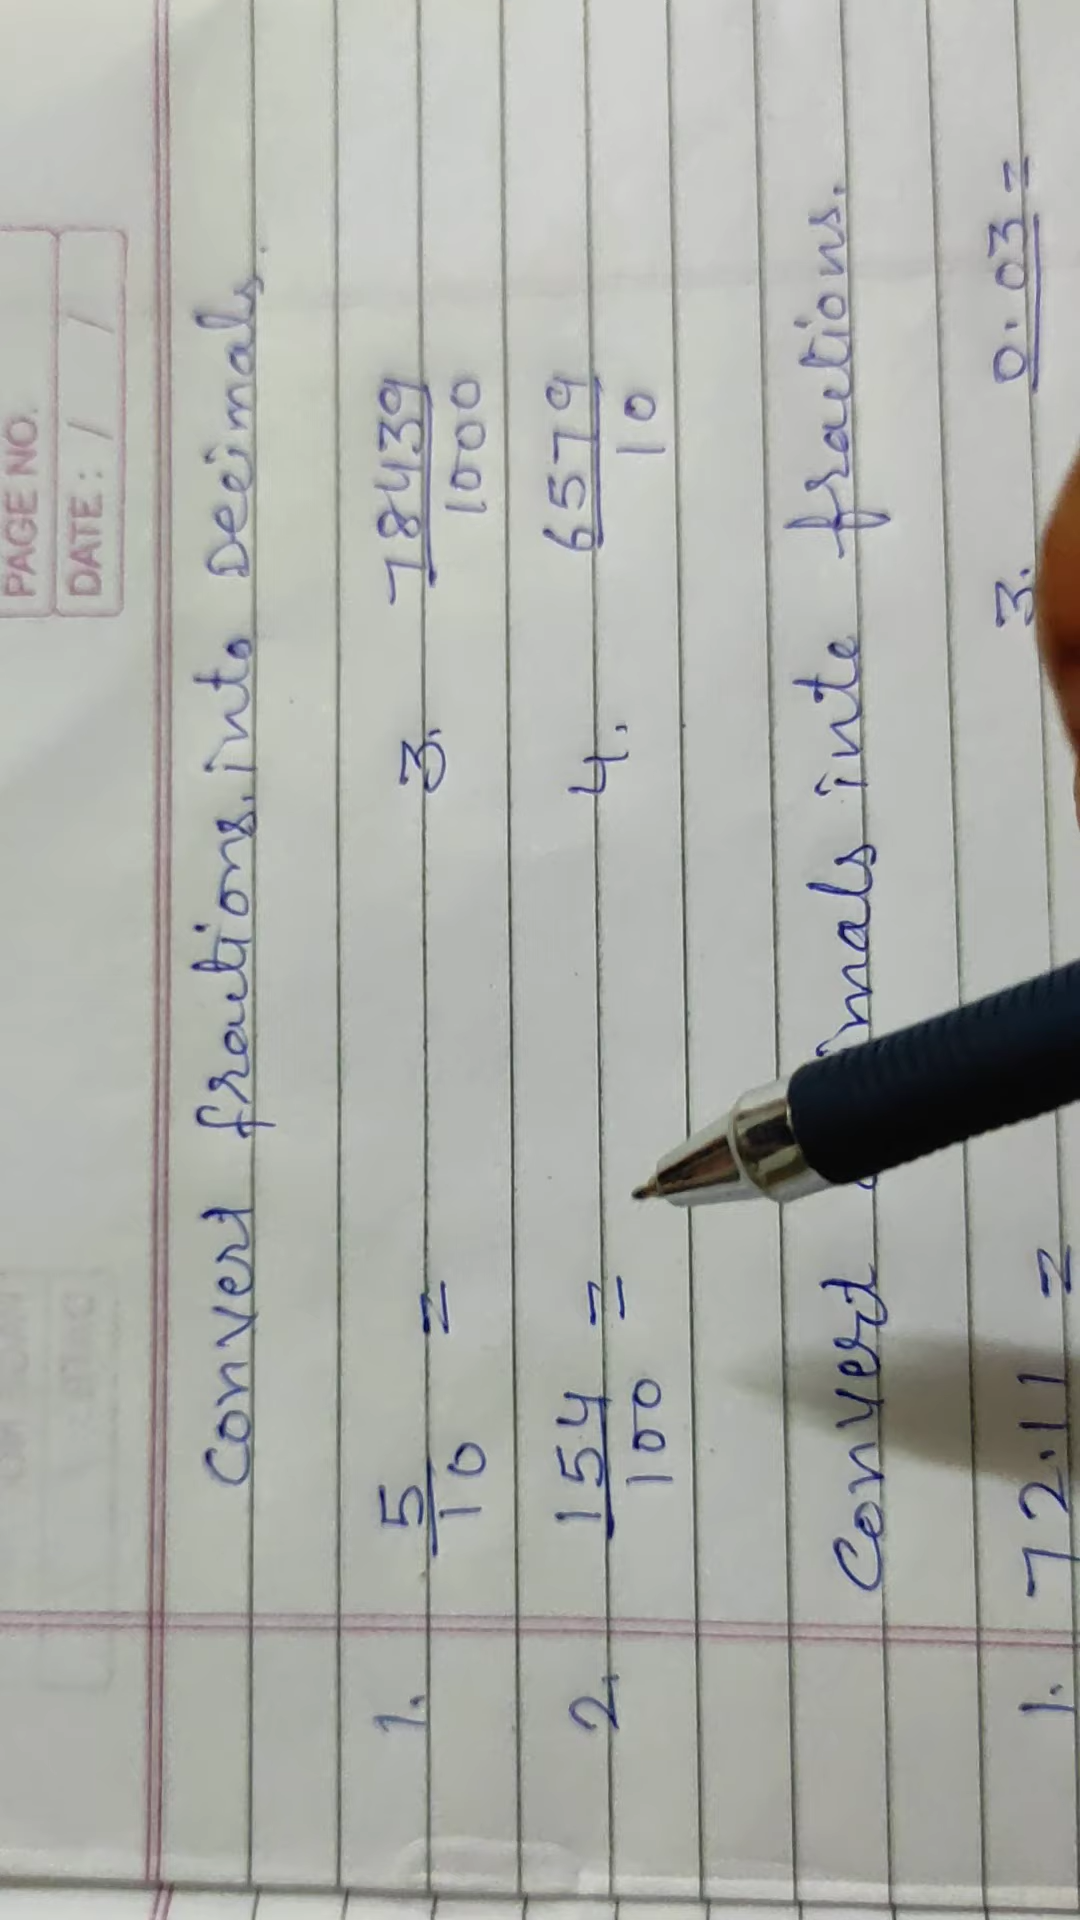 PAGE NO.
DATE: / /
Convert fractions. into Decimals.
1. 5/10 = 3. 78439/1000
2. 154/100 = 4. 6579/10
Convert imals into fractions.
1. 72.11 = 3. 0.03 =